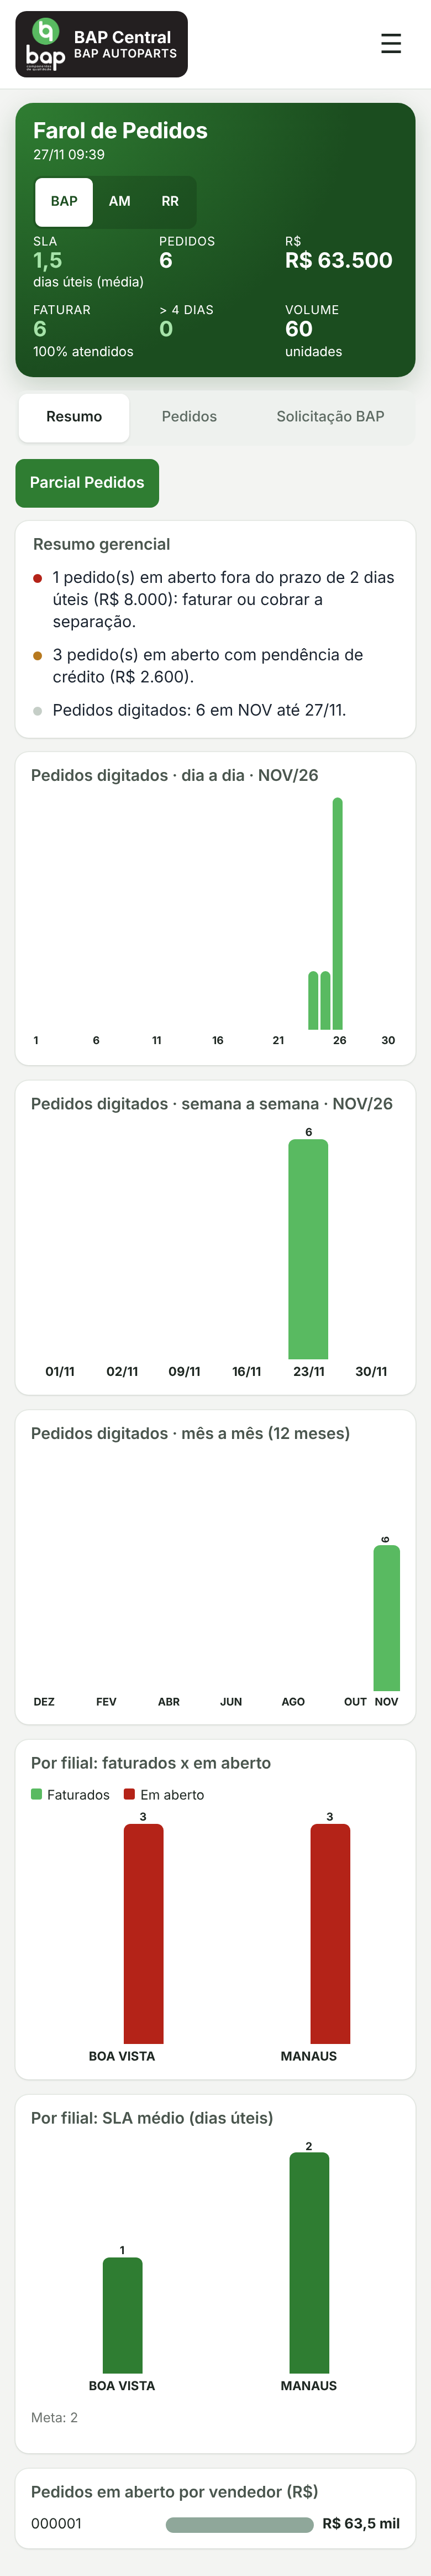 bap
BAP Central
BAP AUTOPARTS
Farol de Pedidos
27/11 09:39
BAP AM RR
SLA PEDIDOS R$
1,5 6 R$ 63.500
dias úteis (média)
FATURAR > 4 DIAS VOLUME
6 0 60
100% atendidos unidades
Resumo Pedidos Solicitação BAP
Parcial Pedidos
Resumo gerencial
1 pedido(s) em aberto fora do prazo de 2 dias
úteis (R$ 8.000): faturar ou cobrar a
separação.
3 pedido(s) em aberto com pendência de
crédito (R$ 2.600).
Pedidos digitados: 6 em NOV até 27/11.
Pedidos digitados · dia a dia · NOV/26
1 6 11 16 21 26 30
Pedidos digitados · semana a semana · NOV/26
6
01/11 02/11 09/11 16/11 23/11 30/11
Pedidos digitados · mês a mês (12 meses)
6
DEZ FEV ABR JUN AGO OUT NOV
Por filial: faturados x em aberto
Faturados Em aberto
3 3
BOA VISTA MANAUS
Por filial: SLA médio (dias úteis)
2
1
BOA VISTA MANAUS
Meta: 2
Pedidos em aberto por vendedor (R$)
000001 R$ 63,5 mil